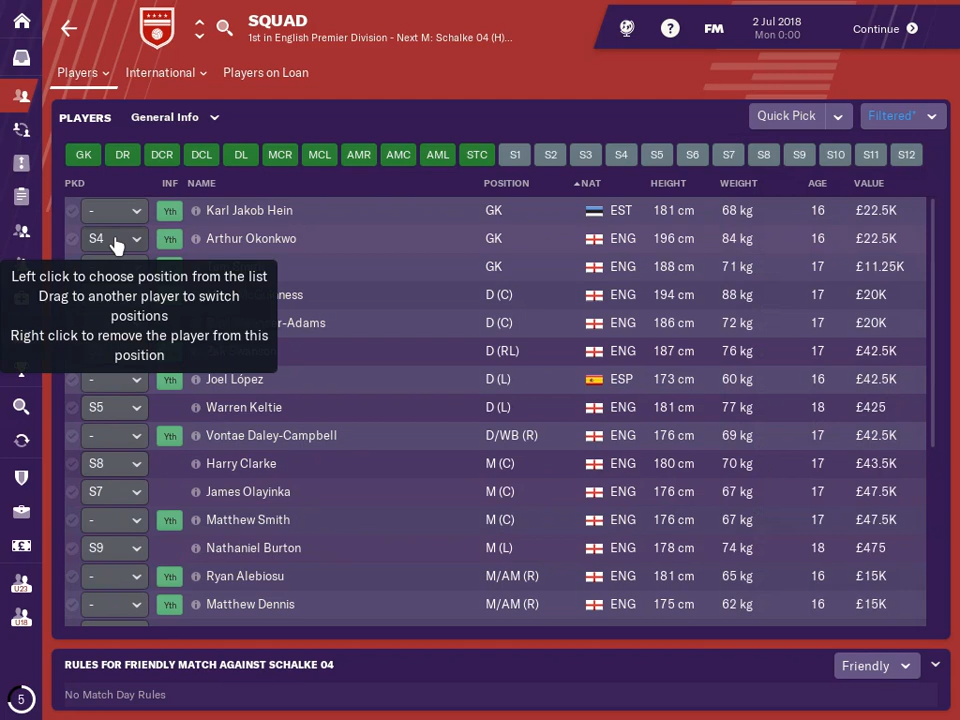 SQUAD
1st in English Premier Division - Next M: Schalke 04 (H)...
? FM 2 Jul 2018
Mon 0:00
Continue
Players International Players on Loan
PLAYERS General Info Quick Pick Filtered*
GK DR DCR DCL DL MCR MCL AMR AMC AML STC S1 S2 S3 S4 S5 S6 S7 S8 S9 S10 S11 S12
PKD INF NAME POSITION NAT HEIGHT WEIGHT AGE VALUE
- Yth Karl Jakob Hein GK EST 181 cm 68 kg 16 £22.5K
S4 Yth Arthur Okonkwo GK ENG 196 cm 84 kg 16 £22.5K
GK ENG 188 cm 71 kg 17 £11.25K
D (C) ENG 194 cm 88 kg 17 £20K
D (C) ENG 186 cm 72 kg 17 £20K
D (RL) ENG 187 cm 76 kg 17 £42.5K
Left click to choose position from the list
Drag to another player to switch
positions
Right click to remove the player from this
position
- Yth Joel López D (L) ESP 173 cm 60 kg 16 £42.5K
S5 Warren Keltie D (L) ENG 181 cm 77 kg 18 £425
- Yth Vontae Daley-Campbell D/WB (R) ENG 176 cm 69 kg 17 £42.5K
S8 Harry Clarke M (C) ENG 180 cm 70 kg 17 £43.5K
S7 James Olayinka M (C) ENG 176 cm 67 kg 17 £47.5K
- Yth Matthew Smith M (C) ENG 176 cm 67 kg 17 £47.5K
S9 Nathaniel Burton M (L) ENG 178 cm 74 kg 18 £475
- Yth Ryan Alebiosu M/AM (R) ENG 181 cm 65 kg 16 £15K
- Yth Matthew Dennis M/AM (R) ENG 175 cm 62 kg 16 £15K
U23
U18
5
RULES FOR FRIENDLY MATCH AGAINST SCHALKE 04 Friendly
No Match Day Rules